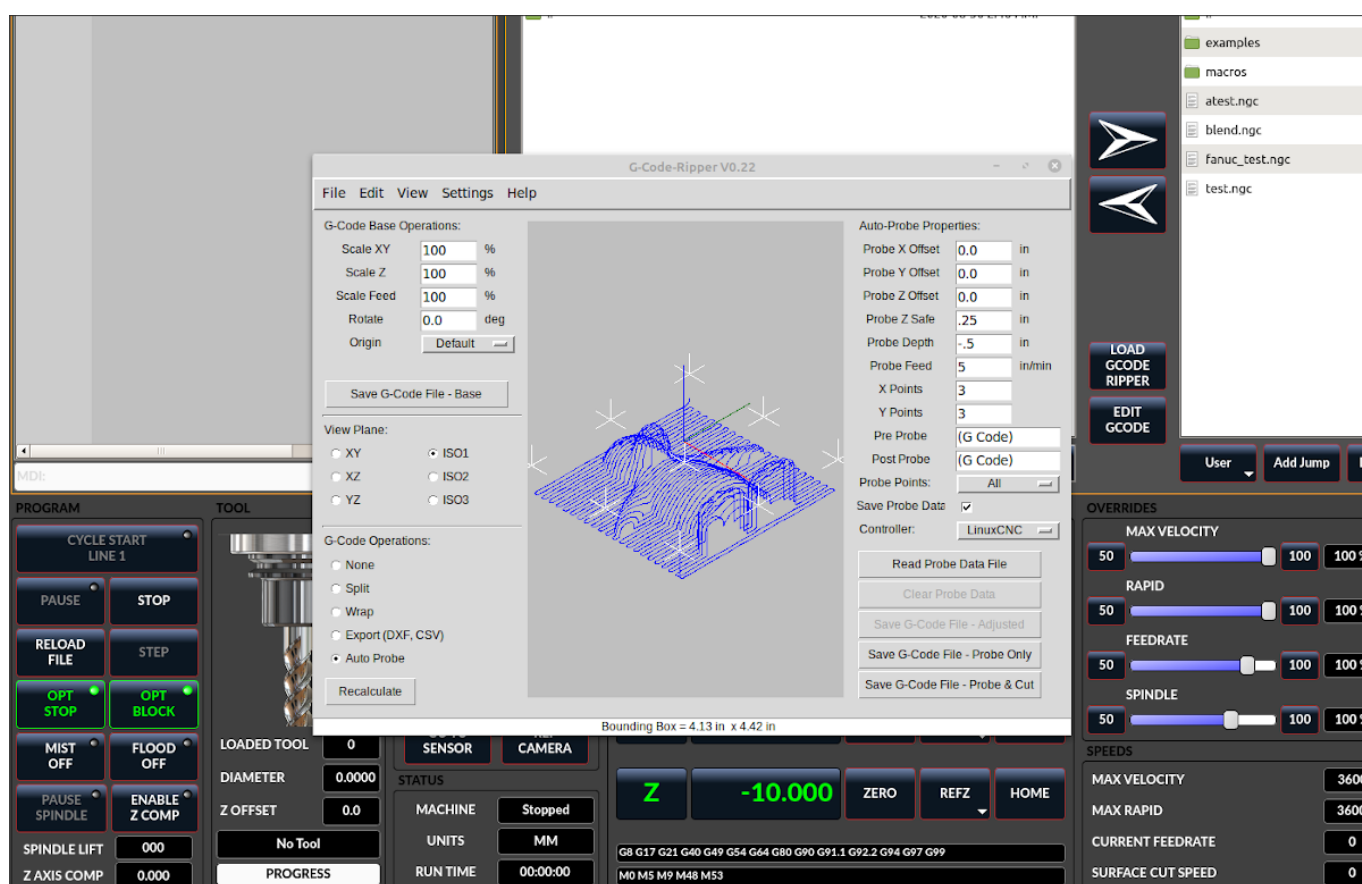 examples
macros
atest.ngc
blend.ngc
fanuc_test.ngc
test.ngc
G-Code-Ripper V0.22
File Edit View Settings Help
G-Code Base Operations:
Scale XY 100 %
Scale Z 100 %
Scale Feed 100 %
Rotate 0.0 deg
Origin Default
Save G-Code File - Base
View Plane:
XY ISO1
XZ ISO2
YZ ISO3
G-Code Operations:
None
Split
Wrap
Export (DXF, CSV)
Auto Probe
Recalculate
Auto-Probe Properties:
Probe X Offset 0.0 in
Probe Y Offset 0.0 in
Probe Z Offset 0.0 in
Probe Z Safe .25 in
Probe Depth -.5 in
Probe Feed 5 in/min
X Points 3
Y Points 3
Pre Probe (G Code)
Post Probe (G Code)
Probe Points: All
Save Probe Data
Controller: LinuxCNC
Read Probe Data File
Clear Probe Data
Save G-Code File - Adjusted
Save G-Code File - Probe Only
Save G-Code File - Probe & Cut
Bounding Box = 4.13 in x 4.42 in
LOAD
GCODE
RIPPER
EDIT
GCODE
User Add Jump
MDI:
PROGRAM
CYCLE START
LINE 1
PAUSE STOP
RELOAD
FILE
STEP
OPT
STOP
OPT
BLOCK
MIST
OFF
FLOOD
OFF
PAUSE
SPINDLE
ENABLE
Z COMP
SPINDLE LIFT 000
Z AXIS COMP 0.000
TOOL
LOADED TOOL 0
DIAMETER 0.0000
Z OFFSET 0.0
No Tool
PROGRESS
SENSOR
CAMERA
STATUS
MACHINE Stopped
UNITS MM
RUN TIME 00:00:00
Z -10.000 ZERO REFZ HOME
G8 G17 G21 G40 G49 G54 G64 G80 G90 G91.1 G92.2 G94 G97 G99
M0 M5 M9 M48 M53
OVERRIDES
MAX VELOCITY
50 100 100 %
RAPID
50 100 100
FEEDRATE
50 100 100
SPINDLE
50 100 100
SPEEDS
MAX VELOCITY 3600
MAX RAPID 3600
CURRENT FEEDRATE 0
SURFACE CUT SPEED 0